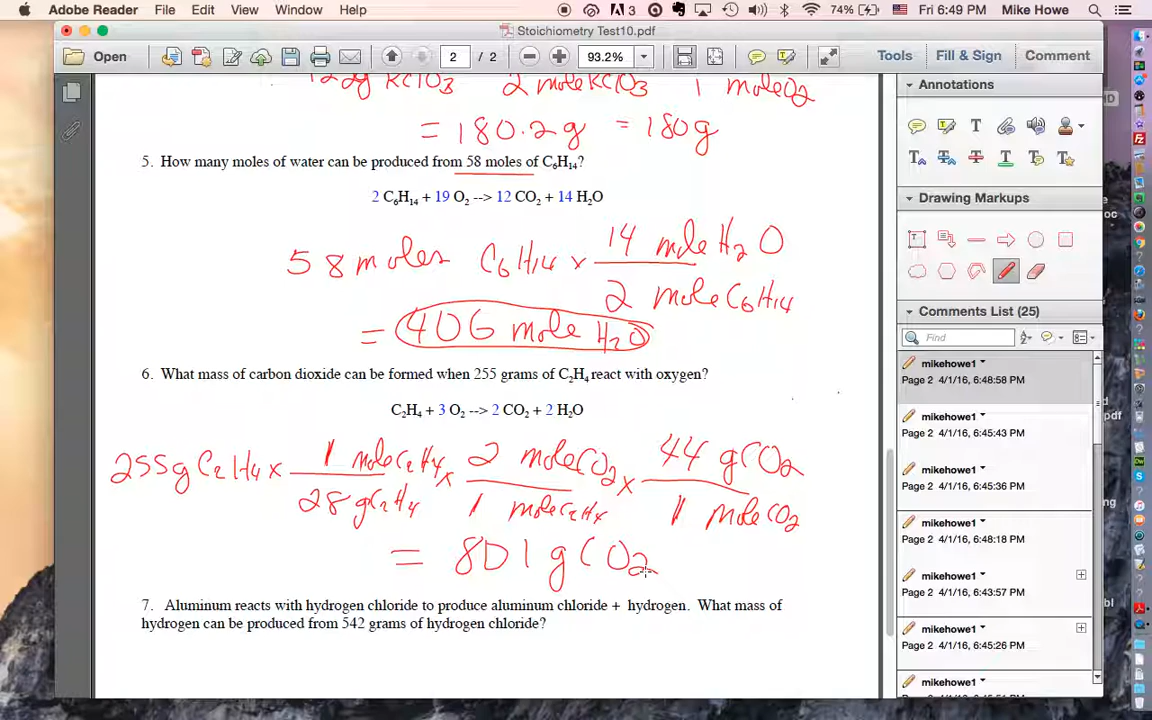 Adobe Reader File Edit View Window Help 3 74% Fri 6:49 PM Mike Howe
Stoichiometry Test10.pdf
Open 2 / 2 93.2% Tools Fill & Sign Comment
Annotations
Drawing Markups
Comments List (25)
Find
mikehowe1
Page 2 4/1/16, 6:48:58 PM
mikehowe1
Page 2 4/1/16, 6:45:43 PM
mikehowe1
Page 2 4/1/16, 6:45:36 PM
mikehowe1
Page 2 4/1/16, 6:48:18 PM
mikehowe1
Page 2 4/1/16, 6:43:57 PM
mikehowe1
Page 2 4/1/16, 6:45:26 PM
mikehowe1
g KClO3 2 mole KClO3 1 mole O2
= 180.2g = 180g
5. How many moles of water can be produced from 58 moles of C6H14?
2 C6H14 + 19 O2 --> 12 CO2 + 14 H2O
58 moles C6H14 x 14 mole H2O
2 mole C6H14
= 406 mole H2O
6. What mass of carbon dioxide can be formed when 255 grams of C2H4 react with oxygen?
C2H4 + 3 O2 --> 2 CO2 + 2 H2O
255g C2H4 x 1 mole C2H4 x 2 mole CO2 x 44 g CO2
28 g C2H4 1 mole C2H4 1 mole CO2
= 801 g CO2
7. Aluminum reacts with hydrogen chloride to produce aluminum chloride + hydrogen. What mass of
hydrogen can be produced from 542 grams of hydrogen chloride?